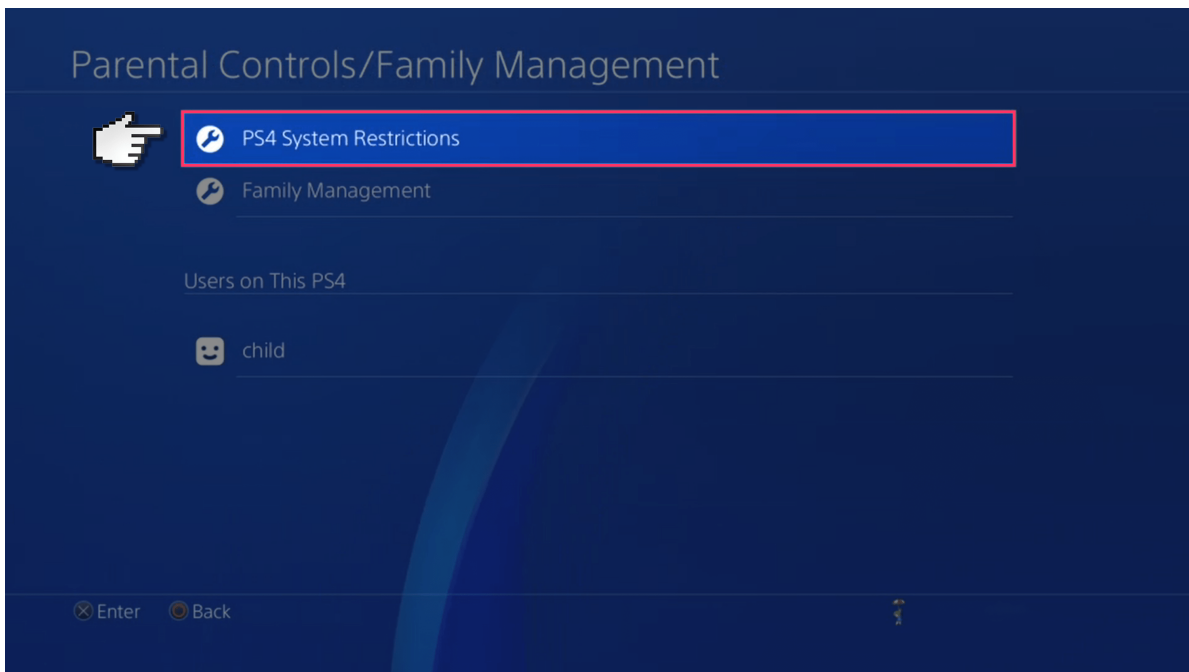 Parental Controls/Family Management
PS4 System Restrictions
Family Management
Users on This PS4
child
Enter Back